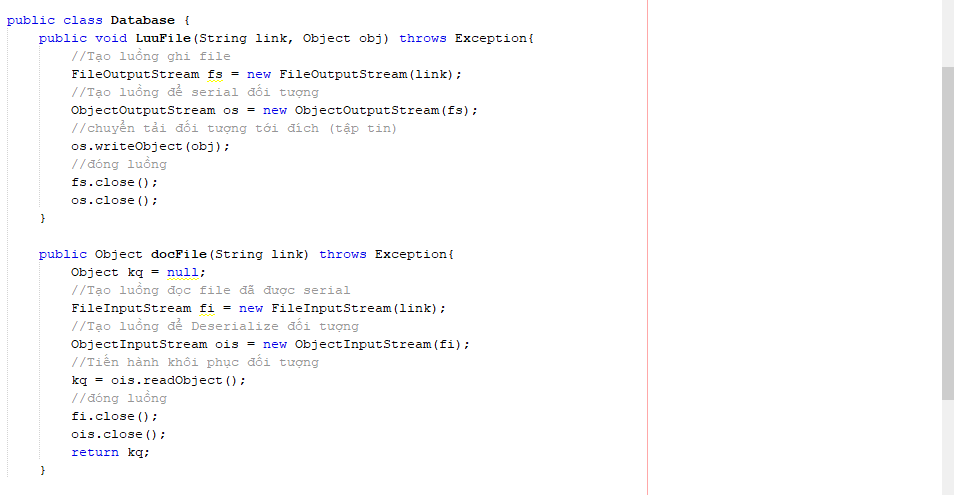 public class Database {
public void LuuFile(String link, Object obj) throws Exception{
//Tạo luồng ghi file
FileOutputStream fs = new FileOutputStream(link);
//Tạo luồng để serial đối tượng
ObjectOutputStream os = new ObjectOutputStream(fs);
//chuyển tải đối tượng tới đích (tập tin)
os.writeObject(obj);
//đóng luồng
fs.close();
os.close();
}
public Object docFile(String link) throws Exception{
Object kq = null;
//Tạo luồng đọc file đã được serial
FileInputStream fi = new FileInputStream(link);
//Tạo luồng để Deserialize đối tượng
ObjectInputStream ois = new ObjectInputStream(fi);
//Tiến hành khôi phục đối tượng
kq = ois.readObject();
//đóng luồng
fi.close();
ois.close();
return kq;
}